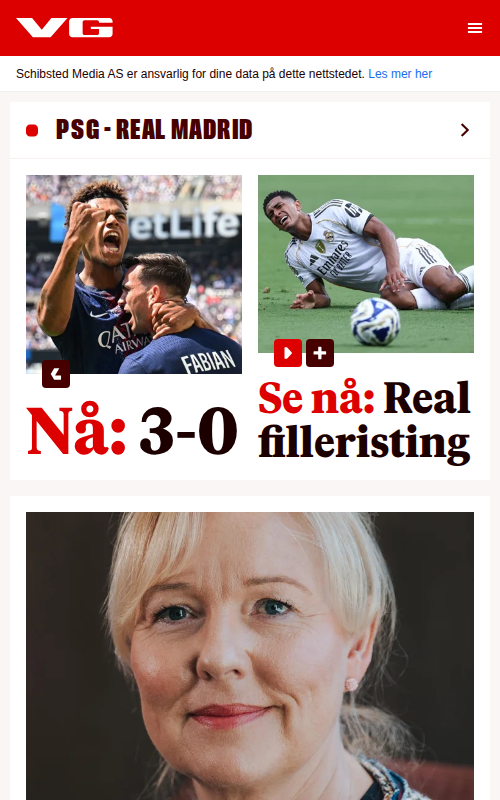 VG
Schibsted Media AS er ansvarlig for dine data på dette nettstedet. Les mer her
PSG - REAL MADRID
etLife
QATAR
AIRWAYS
FABIAN
Emirates
Nå: 3-0
Se nå: Real
filleristing